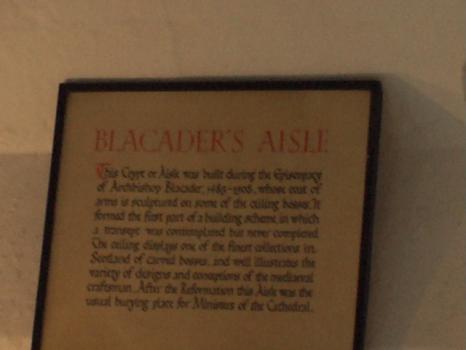 BLACADER'S AISLE
This Crypt or Aisle was built during the Episcopacy
of Archbishop Blacader, 1483-1508, whose coat of
arms is sculptured on some of the ceiling bosses. It
formed the first part of a building scheme in which
a transept was contemplated but never completed.
The ceiling displays one of the finest collections in
Scotland of carved bosses, and well illustrates the
variety of designs and conceptions of the mediaeval
craftsman. After the Reformation this Aisle was the
usual burying place for Ministers of the Cathedral.